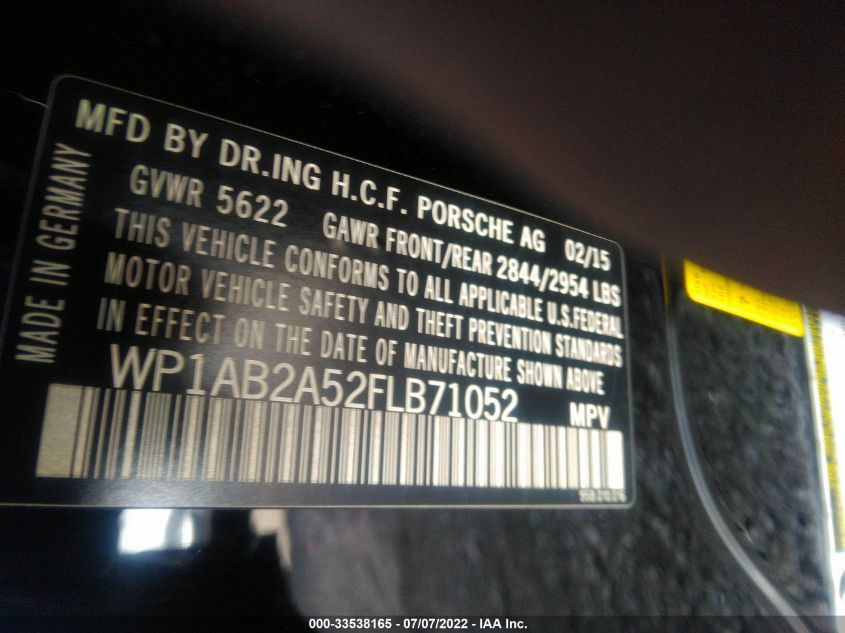 MFD BY DR.ING H.C.F. PORSCHE AG 02/15
GVWR 5622 GAWR FRONT/REAR 2844/2954 LBS
THIS VEHICLE CONFORMS TO ALL APPLICABLE U.S.FEDERAL
MOTOR VEHICLE SAFETY AND THEFT PREVENTION STANDARDS
IN EFFECT ON THE DATE OF MANUFACTURE SHOWN ABOVE
WP1AB2A52FLB71052 MPV
MADE IN GERMANY
000-33538165 - 07/07/2022 - IAA Inc.